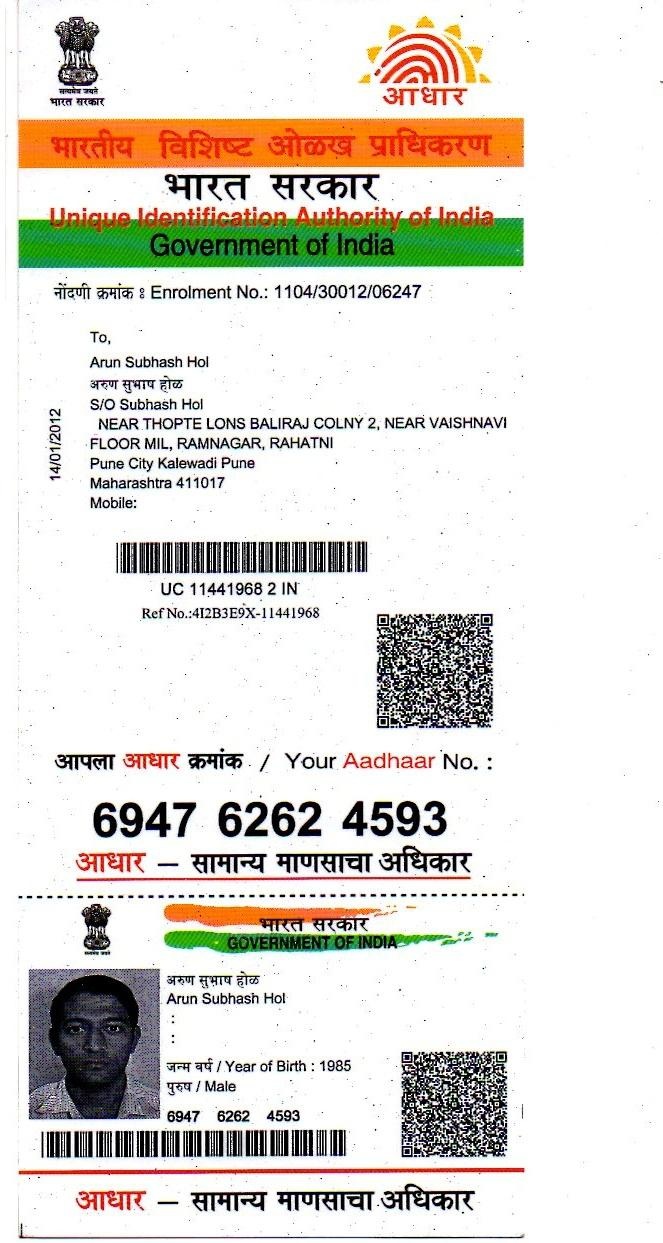 सत्यमेव जयते
भारत सरकार
आधार
भारतीय विशिष्ट ओळख प्राधिकरण
भारत सरकार
Unique Identification Authority of India
Government of India
नोंदणी क्रमांक : Enrolment No.: 1104/30012/06247
14/01/2012
To,
Arun Subhash Hol
अरुण सुभाष होळ
S/O Subhash Hol
NEAR THOPTE LONS BALIRAJ COLNY 2, NEAR VAISHNAVI
FLOOR MIL, RAMNAGAR, RAHATNI
Pune City Kalewadi Pune
Maharashtra 411017
Mobile:
UC 11441968 2 IN
Ref No.:4I2B3E9X-11441968
आपला आधार क्रमांक / Your Aadhaar No. :
6947 6262 4593
आधार — सामान्य माणसाचा अधिकार
सत्यमेव जयते
भारत सरकार
GOVERNMENT OF INDIA
अरुण सुभाष होळ
Arun Subhash Hol
:
:
जन्म वर्ष / Year of Birth : 1985
पुरुष / Male
6947 6262 4593
आधार — सामान्य माणसाचा अधिकार